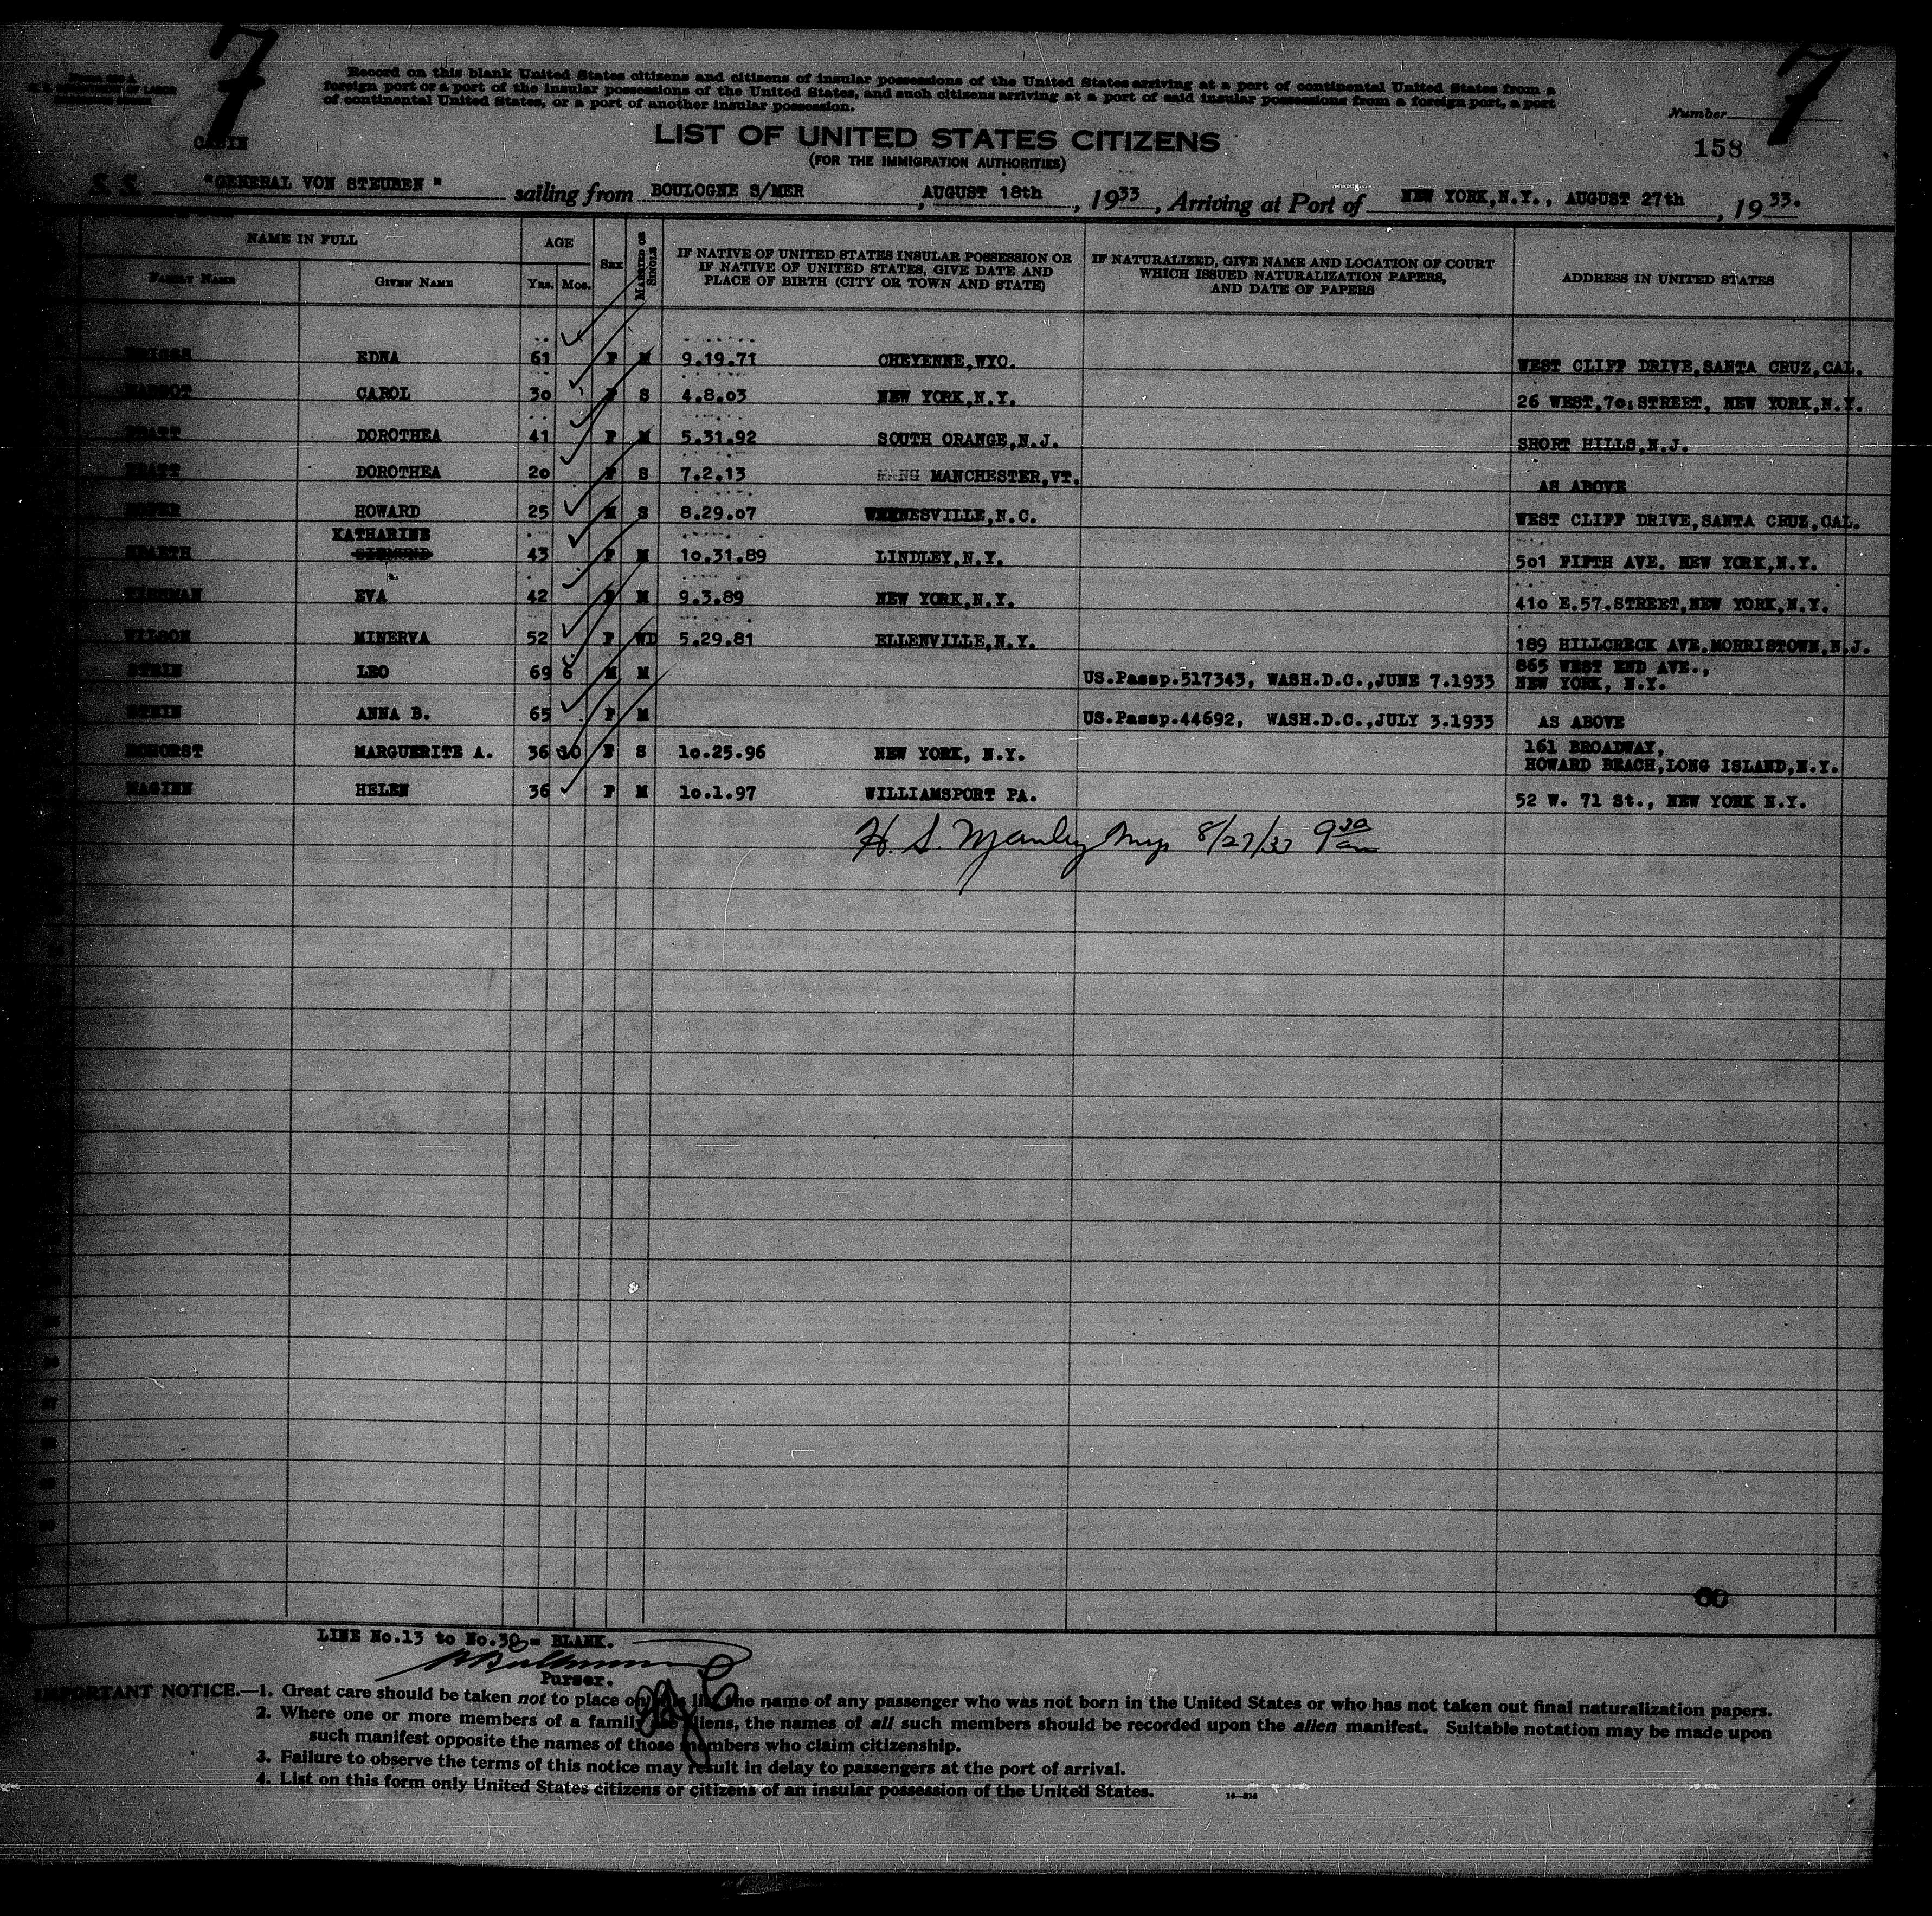 7 7
Record on this blank United States citizens and citizens of insular possessions of the United States arriving at a port of continental United States from a
foreign port or a port of the insular possessions of the United States, and such citizens arriving at a port of said insular possessions from a foreign port, a port
of continental United States, or a port of another insular possession.
Number
CABIN
LIST OF UNITED STATES CITIZENS
158
(FOR THE IMMIGRATION AUTHORITIES)
S. S. "GENERAL VON STEUBEN" sailing from BOULOGNE S/MER, AUGUST 18th, 1933, Arriving at Port of NEW YORK,N.Y., AUGUST 27th, 1933.
NAME IN FULL AGE Sex MARRIED OR SINGLE IF NATIVE OF UNITED STATES INSULAR POSSESSION OR IF NATIVE OF UNITED STATES, GIVE DATE AND PLACE OF BIRTH (CITY OR TOWN AND STATE) IF NATURALIZED, GIVE NAME AND LOCATION OF COURT WHICH ISSUED NATURALIZATION PAPERS, AND DATE OF PAPERS ADDRESS IN UNITED STATES
FAMILY NAME GIVEN NAME Yrs. Mos.
EDNA 61 F M 9.19.71 CHEYENNE,WYO. WEST CLIFF DRIVE,SANTA CRUZ,CAL.
CAROL 30 F S 4.8.03 NEW YORK,N.Y. 26 WEST,70:STREET, NEW YORK,N.Y.
PRATT DOROTHEA 41 F M 5.31.92 SOUTH ORANGE,N.J. SHORT HILLS,N.J.
PRATT DOROTHEA 20 F S 7.2.13 MANCHESTER,VT. AS ABOVE
HOWARD 25 M S 8.29.07 N.C. WEST CLIFF DRIVE,SANTA CRUZ,CAL.
KATHARINE
43 F M 10.31.89 LINDLEY,N.Y. 501 FIFTH AVE. NEW YORK,N.Y.
EVA 42 F M 9.3.89 NEW YORK,N.Y. 410 E.57.STREET,NEW YORK,N.Y.
WILSON MINERVA 52 F WD 5.29.81 ELLENVILLE,N.Y. 189 HILLCRECK AVE.MORRISTOWN,N.J.
STEIN LEO 69 6 M M US.Passp.517343, WASH.D.C.,JUNE 7.1933 865 WEST END AVE.,
NEW YORK, N.Y.
STEIN ANNA B. 65 F M US.Passp.44692, WASH.D.C.,JULY 3.1933 AS ABOVE
MARGUERITE A. 36 10 F S 10.25.96 NEW YORK, N.Y. 161 BROADWAY,
HOWARD BEACH,LONG ISLAND,N.Y.
MAGINN HELEN 36 F M 10.1.97 WILLIAMSPORT PA. 52 W. 71 St., NEW YORK N.Y.
H. S. Manley 8/27/33 9 30 am
60
LINE No.13 to No.30 = BLANK.
Purser.
IMPORTANT NOTICE.—1. Great care should be taken not to place on this list the name of any passenger who was not born in the United States or who has not taken out final naturalization papers.
2. Where one or more members of a family are aliens, the names of all such members should be recorded upon the alien manifest. Suitable notation may be made upon
such manifest opposite the names of those members who claim citizenship.
3. Failure to observe the terms of this notice may result in delay to passengers at the port of arrival.
4. List on this form only United States citizens or citizens of an insular possession of the United States.
14—814